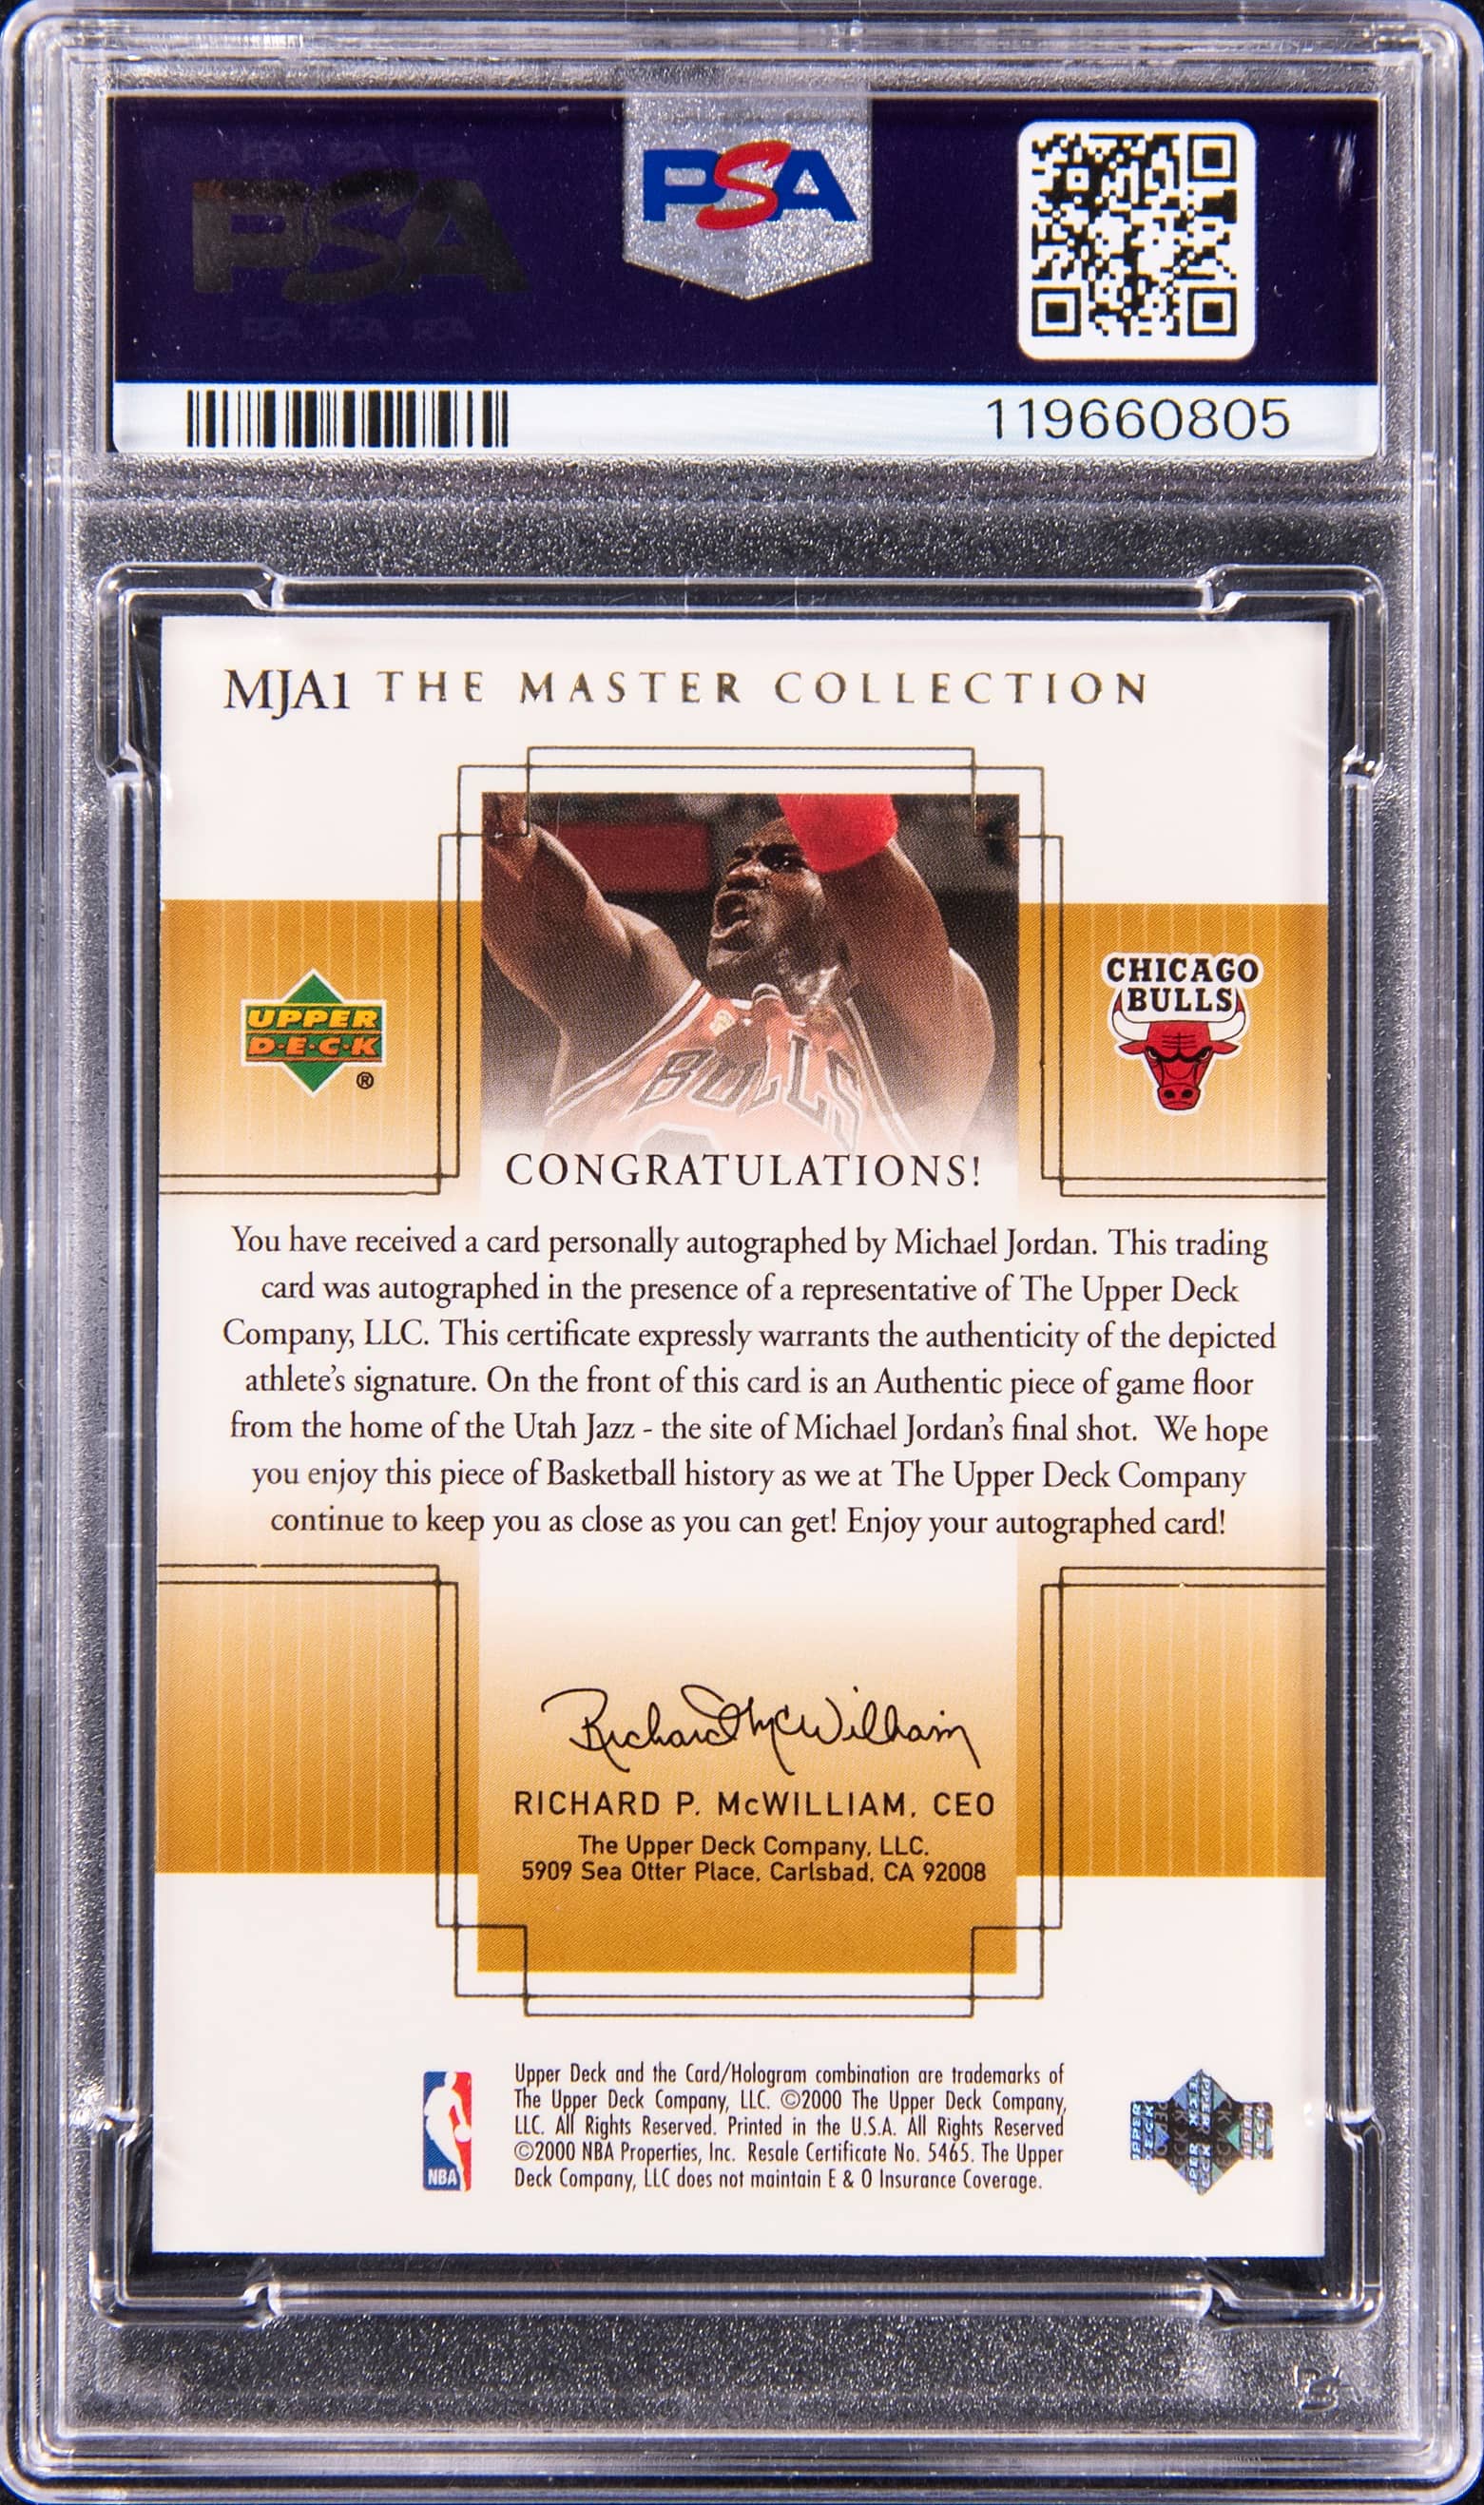 PSA
PSA
119660805
MJA1 THE MASTER COLLECTION
BULLS
UPPER
D·E·C·K
®
CHICAGO
BULLS
CONGRATULATIONS!
You have received a card personally autographed by Michael Jordan. This trading
card was autographed in the presence of a representative of The Upper Deck
Company, LLC. This certificate expressly warrants the authenticity of the depicted
athlete's signature. On the front of this card is an Authentic piece of game floor
from the home of the Utah Jazz - the site of Michael Jordan's final shot. We hope
you enjoy this piece of Basketball history as we at The Upper Deck Company
continue to keep you as close as you can get! Enjoy your autographed card!
Richard McWilliam
RICHARD P. McWILLIAM, CEO
The Upper Deck Company, LLC.
5909 Sea Otter Place, Carlsbad, CA 92008
Upper Deck and the Card/Hologram combination are trademarks of
The Upper Deck Company, LLC. ©2000 The Upper Deck Company,
LLC. All Rights Reserved. Printed in the U.S.A. All Rights Reserved
©2000 NBA Properties, Inc. Resale Certificate No. 5465. The Upper
Deck Company, LLC does not maintain E & O Insurance Coverage.
NBA